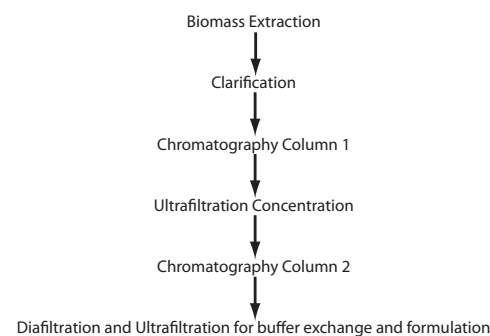 Biomass Extraction
Clarification
Chromatography Column 1
Ultrafiltration Concentration
Chromatography Column 2
Diafiltration and Ultrafiltration for buffer exchange and formulation